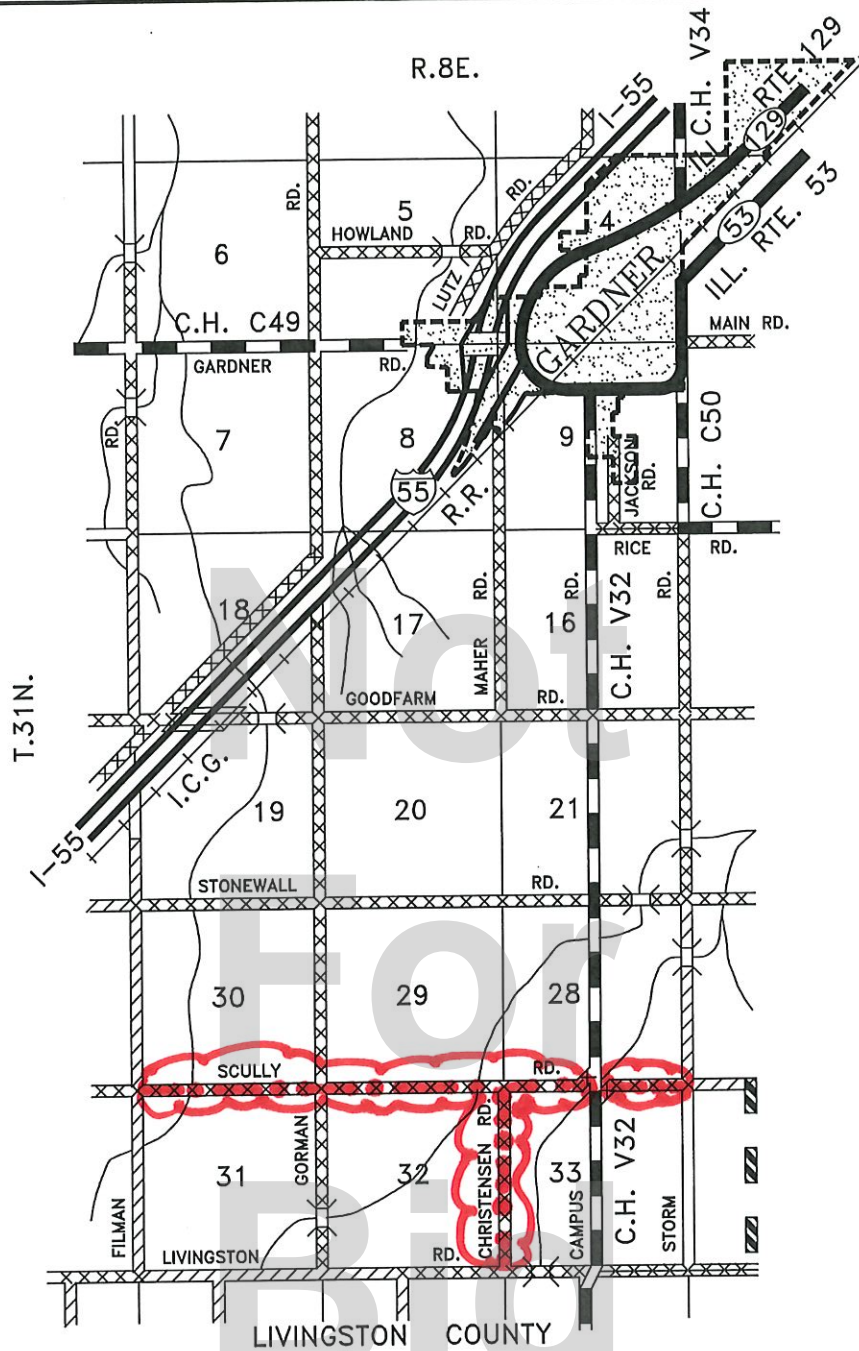 R.8E.
I-55
C.H. V34
ILL. RTE. 129
129
ILL. RTE. 53
53
RD.
RD.
5
4
6
HOWLAND RD.
LUTZ
GARDNER
C.H. C49
MAIN RD.
GARDNER RD.
RD.
7
8
9
55
R.R.
JACKSON RD.
C.H. C50
RICE RD.
Not
18
17
16
MAHER RD.
RD.
C.H. V32
RD.
T.31N.
GOODFARM RD.
I.C.G.
19
20
21
I-55
STONEWALL RD.
For
30
29
28
SCULLY RD.
31
32
33
FILMAN
GORMAN
CHRISTENSEN RD.
CAMPUS
C.H. V32
STORM
LIVINGSTON RD.
Bid
LIVINGSTON COUNTY